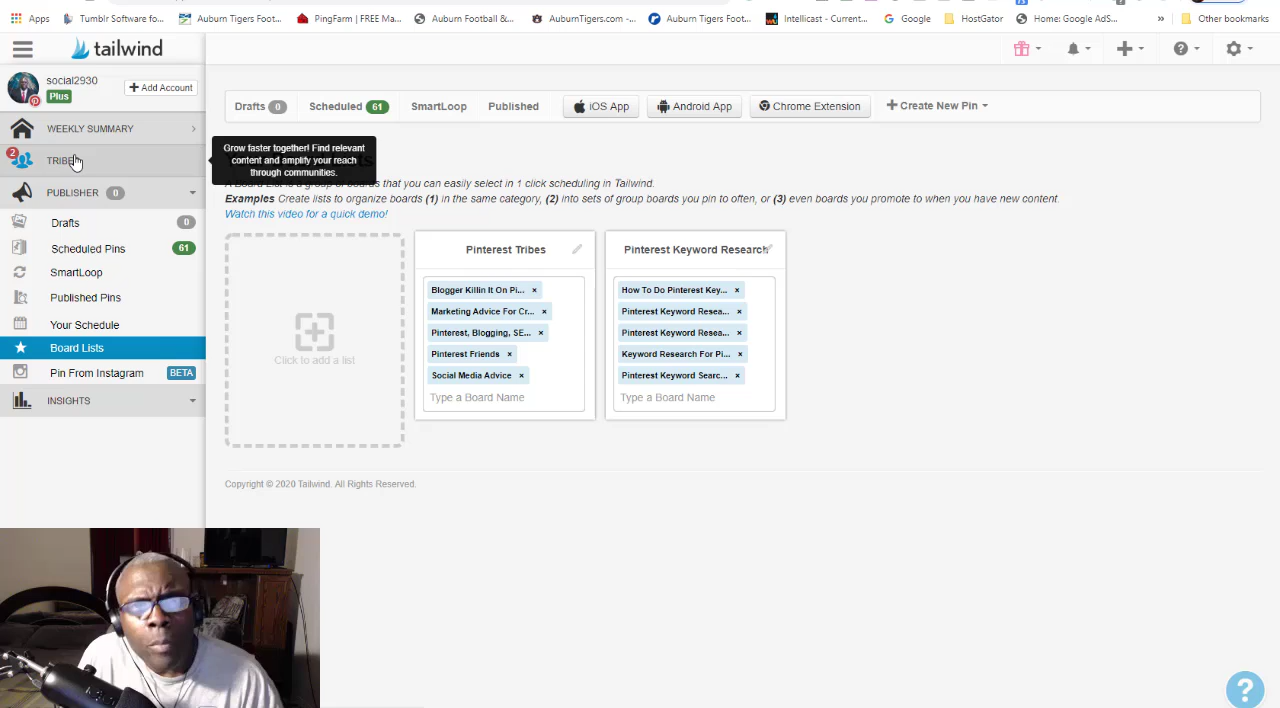 Apps
Tumblr Software fo...
Auburn Tigers Foot...
PingFarm | FREE Ma...
Auburn Football &...
AuburnTigers.com -...
Auburn Tigers Foot...
Intellicast - Current...
Google
HostGator
Home: Google AdS...
»
Other bookmarks
tailwind
social2930
Plus
+ Add Account
WEEKLY SUMMARY
2
TRIBE
PUBLISHER 0
Drafts 0
Scheduled Pins 61
SmartLoop
Published Pins
Your Schedule
Board Lists
Pin From Instagram BETA
INSIGHTS
Drafts 0 Scheduled 61 SmartLoop Published iOS App Android App Chrome Extension + Create New Pin
Grow faster together! Find relevant
content and amplify your reach
through communities.
A Board List is a group of boards that you can easily select in 1 click scheduling in Tailwind.
Examples Create lists to organize boards (1) in the same category, (2) into sets of group boards you pin to often, or (3) even boards you promote to when you have new content.
Watch this video for a quick demo!
Click to add a list
Pinterest Tribes
Blogger Killin It On Pi... ×
Marketing Advice For Cr... ×
Pinterest, Blogging, SE... ×
Pinterest Friends ×
Social Media Advice ×
Type a Board Name
Pinterest Keyword Research
How To Do Pinterest Key... ×
Pinterest Keyword Resea... ×
Pinterest Keyword Resea... ×
Keyword Research For Pi... ×
Pinterest Keyword Searc... ×
Type a Board Name
Copyright © 2020 Tailwind. All Rights Reserved.
?